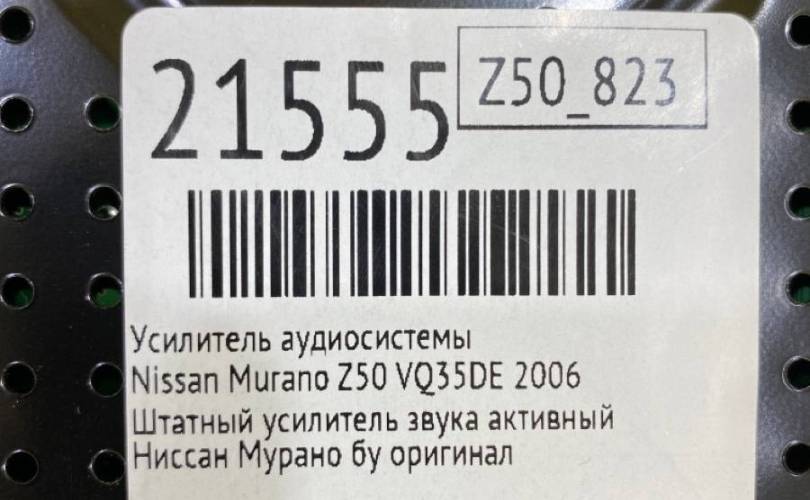 21555
Z50_823
Усилитель аудиосистемы
Nissan Murano Z50 VQ35DE 2006
Штатный усилитель звука активный
Ниссан Мурано бу оригинал